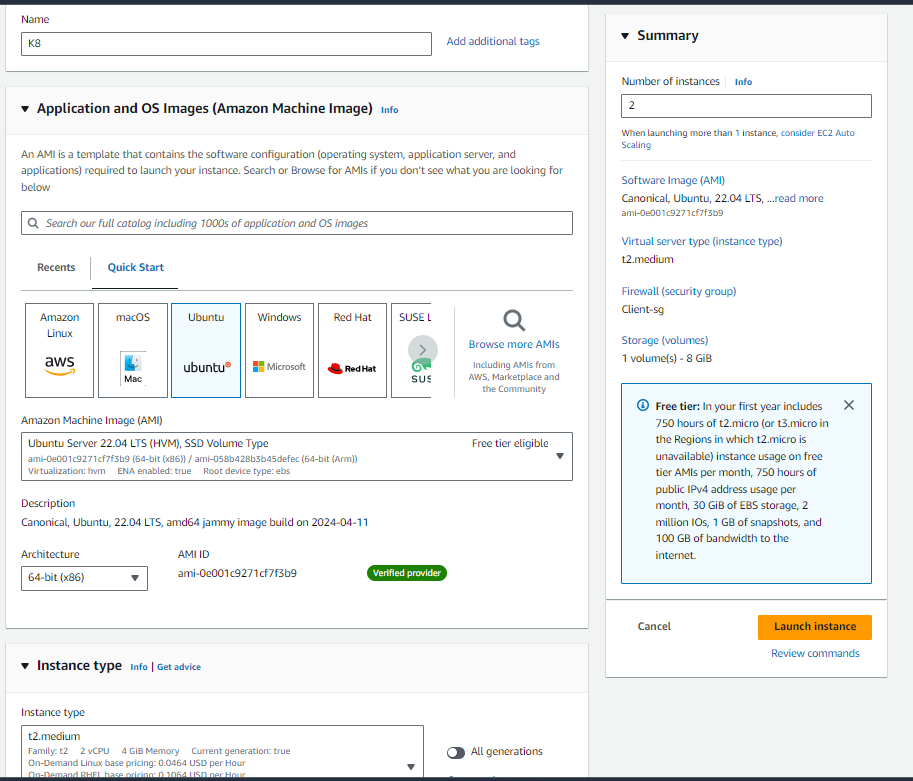 Name
K8
Add additional tags
Application and OS Images (Amazon Machine Image) Info
An AMI is a template that contains the software configuration (operating system, application server, and
applications) required to launch your instance. Search or Browse for AMIs if you don't see what you are looking for
below
Search our full catalog including 1000s of application and OS images
Recents
Quick Start
Amazon
Linux
aws
macOS
Mac
Ubuntu
ubuntu
Windows
Microsoft
Red Hat
Red Hat
SUSE L
SUS
Browse more AMIs
Including AMIs from
AWS, Marketplace and
the Community
Amazon Machine Image (AMI)
Ubuntu Server 22.04 LTS (HVM), SSD Volume Type
Free tier eligible
ami-0e001c9271cf7f3b9 (64-bit (x86)) / ami-058b428b3b45defec (64-bit (Arm))
Virtualization: hvm ENA enabled: true Root device type: ebs
Description
Canonical, Ubuntu, 22.04 LTS, amd64 jammy image build on 2024-04-11
Architecture
64-bit (x86)
AMI ID
ami-0e001c9271cf7f3b9
Verified provider
Instance type Info | Get advice
Instance type
t2.medium
Family: t2 2 vCPU 4 GiB Memory Current generation: true
On-Demand Linux base pricing: 0.0464 USD per Hour
On-Demand RHEL base pricing: 0.1064 USD per Hour
All generations
Summary
Number of instances Info
2
When launching more than 1 instance, consider EC2 Auto
Scaling
Software Image (AMI)
Canonical, Ubuntu, 22.04 LTS, ...read more
ami-0e001c9271cf7f3b9
Virtual server type (instance type)
t2.medium
Firewall (security group)
Client-sg
Storage (volumes)
1 volume(s) - 8 GiB
Free tier: In your first year includes
750 hours of t2.micro (or t3.micro in
the Regions in which t2.micro is
unavailable) instance usage on free
tier AMIs per month, 750 hours of
public IPv4 address usage per
month, 30 GiB of EBS storage, 2
million IOs, 1 GB of snapshots, and
100 GB of bandwidth to the
internet.
Cancel
Launch instance
Review commands